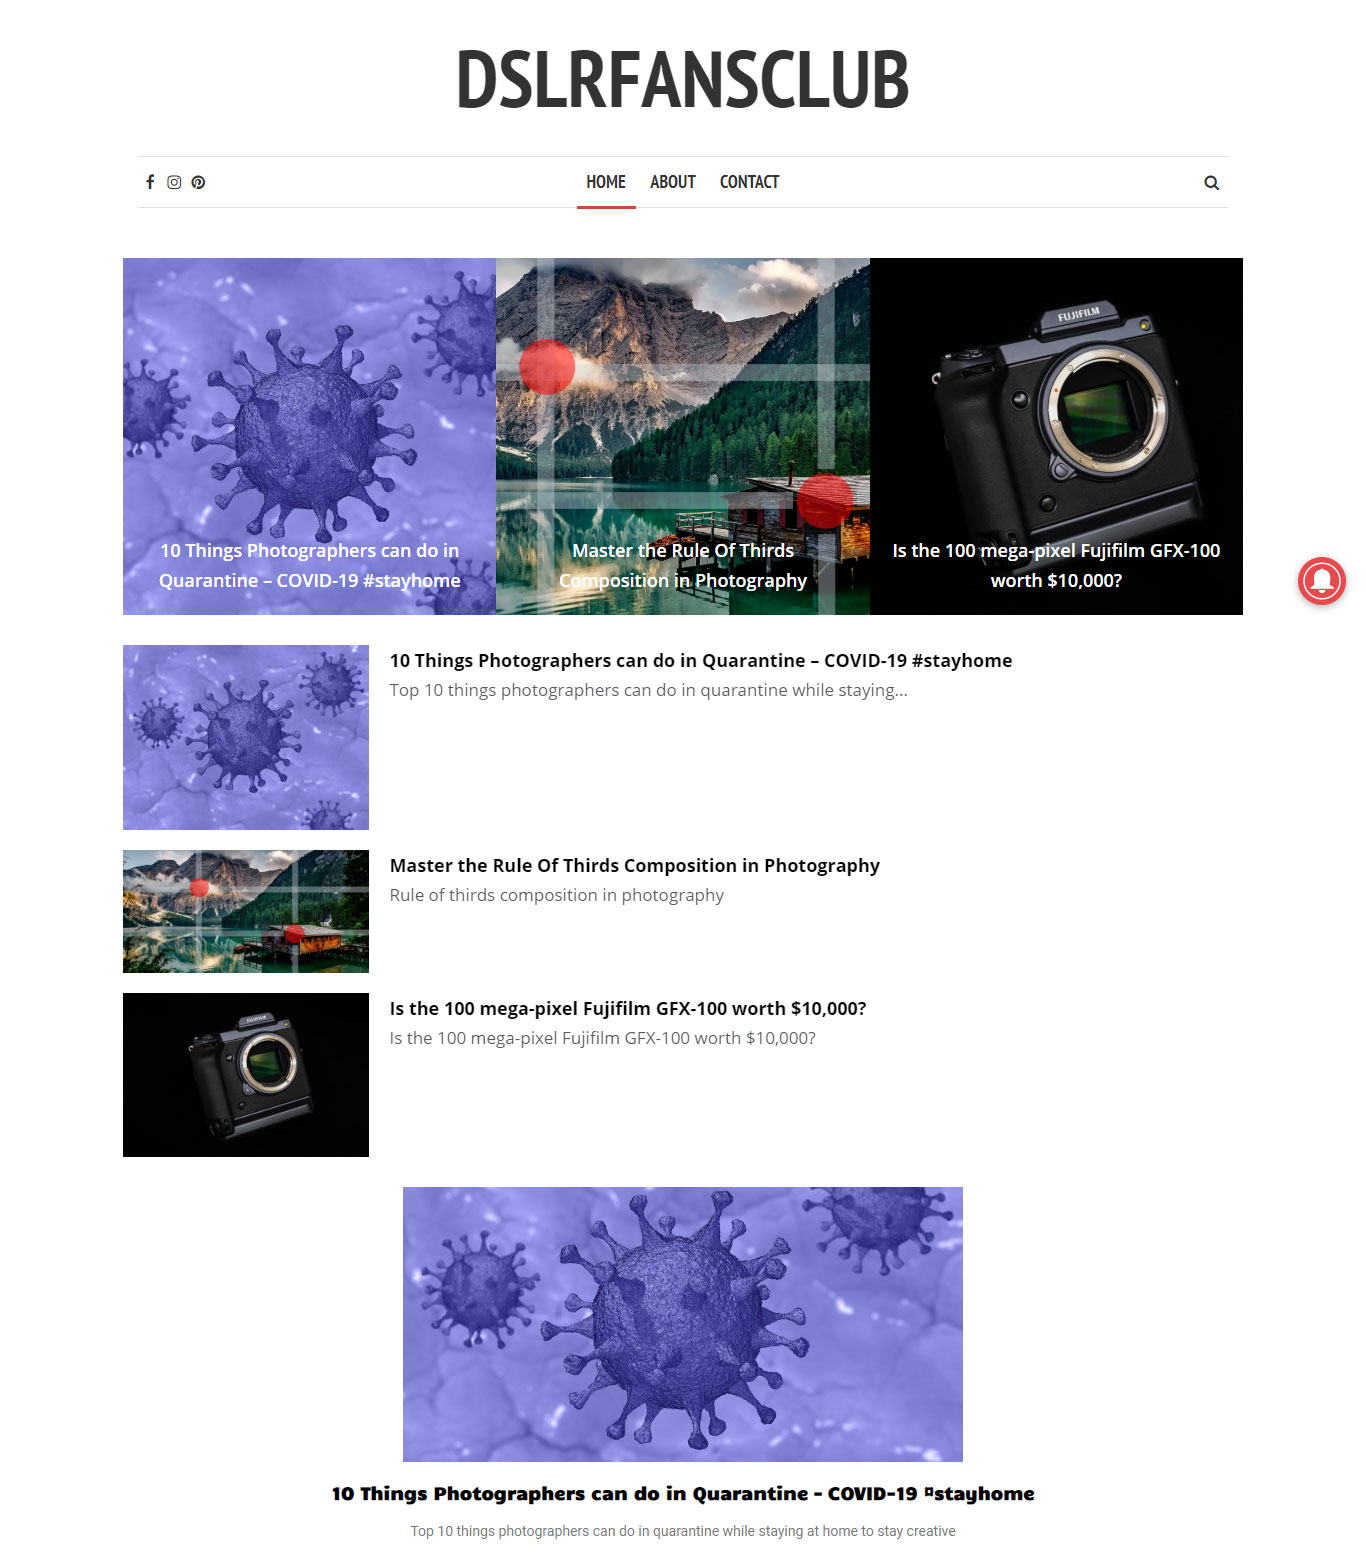 DSLRFANSCLUB
HOME ABOUT CONTACT
FUJIFILM
10 Things Photographers can do in
Quarantine – COVID-19 #stayhome
Master the Rule Of Thirds
Composition in Photography
Is the 100 mega-pixel Fujifilm GFX-100
worth $10,000?
10 Things Photographers can do in Quarantine – COVID-19 #stayhome
Top 10 things photographers can do in quarantine while staying...
Master the Rule Of Thirds Composition in Photography
Rule of thirds composition in photography
Is the 100 mega-pixel Fujifilm GFX-100 worth $10,000?
Is the 100 mega-pixel Fujifilm GFX-100 worth $10,000?
FUJIFILM
10 Things Photographers can do in Quarantine – COVID-19 ¤stayhome
Top 10 things photographers can do in quarantine while staying at home to stay creative